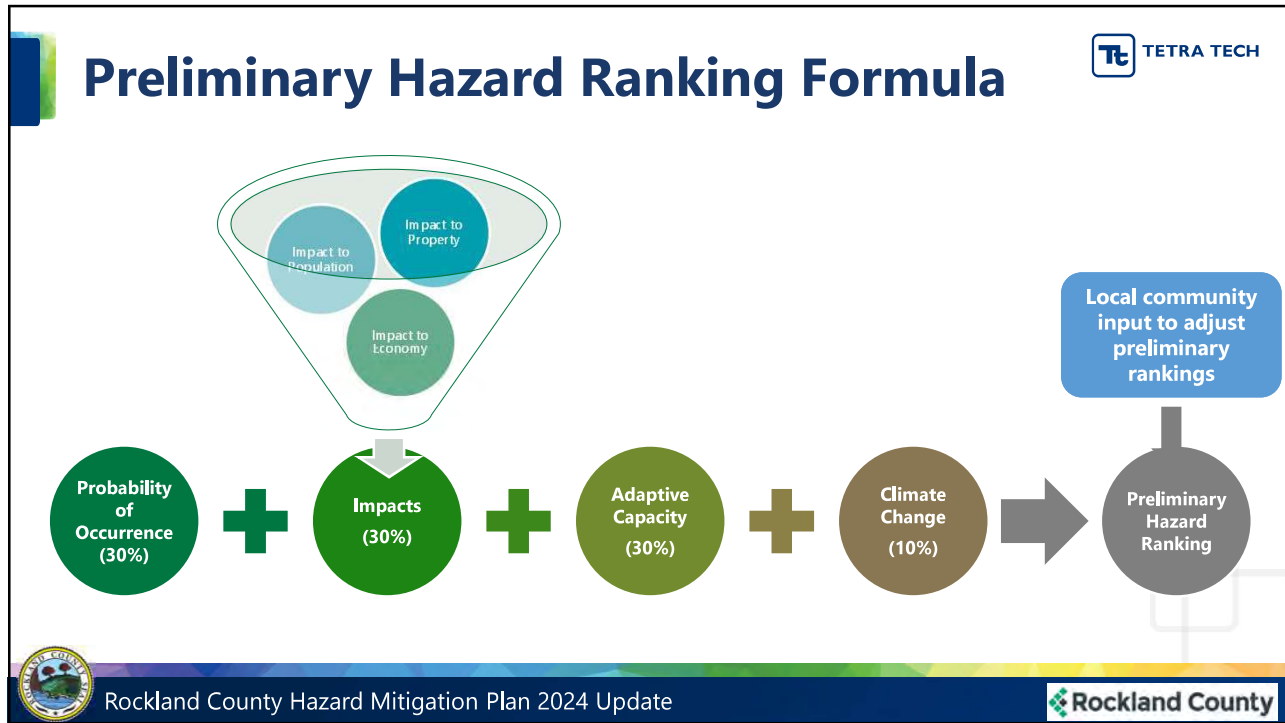 Preliminary Hazard Ranking Formula
Tt TETRA TECH
Impact to
Population
Impact to
Property
Impact to
Economy
Local community
input to adjust
preliminary
rankings
Probability
of
Occurrence
(30%)
Impacts
(30%)
Adaptive
Capacity
(30%)
Climate
Change
(10%)
Preliminary
Hazard
Ranking
Rockland County Hazard Mitigation Plan 2024 Update
Rockland County